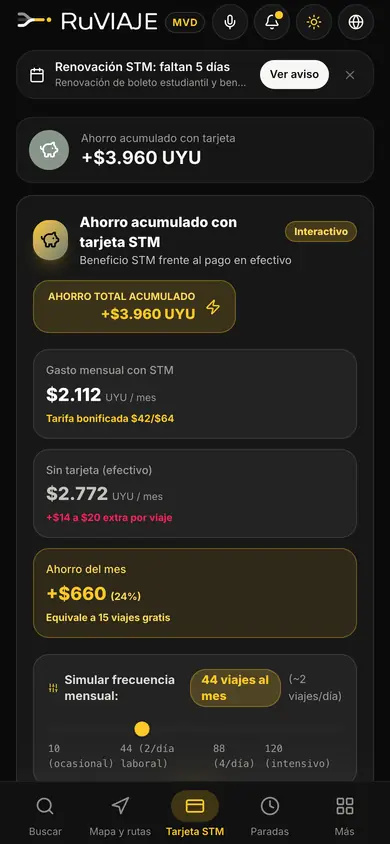 RuVIAJE MVD
Renovación STM: faltan 5 días
Renovación de boleto estudiantil y ben...
Ver aviso
Ahorro acumulado con tarjeta
+$3.960 UYU
Ahorro acumulado con
tarjeta STM
Interactivo
Beneficio STM frente al pago en efectivo
AHORRO TOTAL ACUMULADO
+$3.960 UYU
Gasto mensual con STM
$2.112 UYU / mes
Tarifa bonificada $42/$64
Sin tarjeta (efectivo)
$2.772 UYU / mes
+$14 a $20 extra por viaje
Ahorro del mes
+$660 (24%)
Equivale a 15 viajes gratis
Simular frecuencia
mensual:
44 viajes al
mes
(~2
viajes/día)
10
(ocasional)
44 (2/día
laboral)
88
(4/día)
120
(intensivo)
Buscar
Mapa y rutas
Tarjeta STM
Paradas
Más